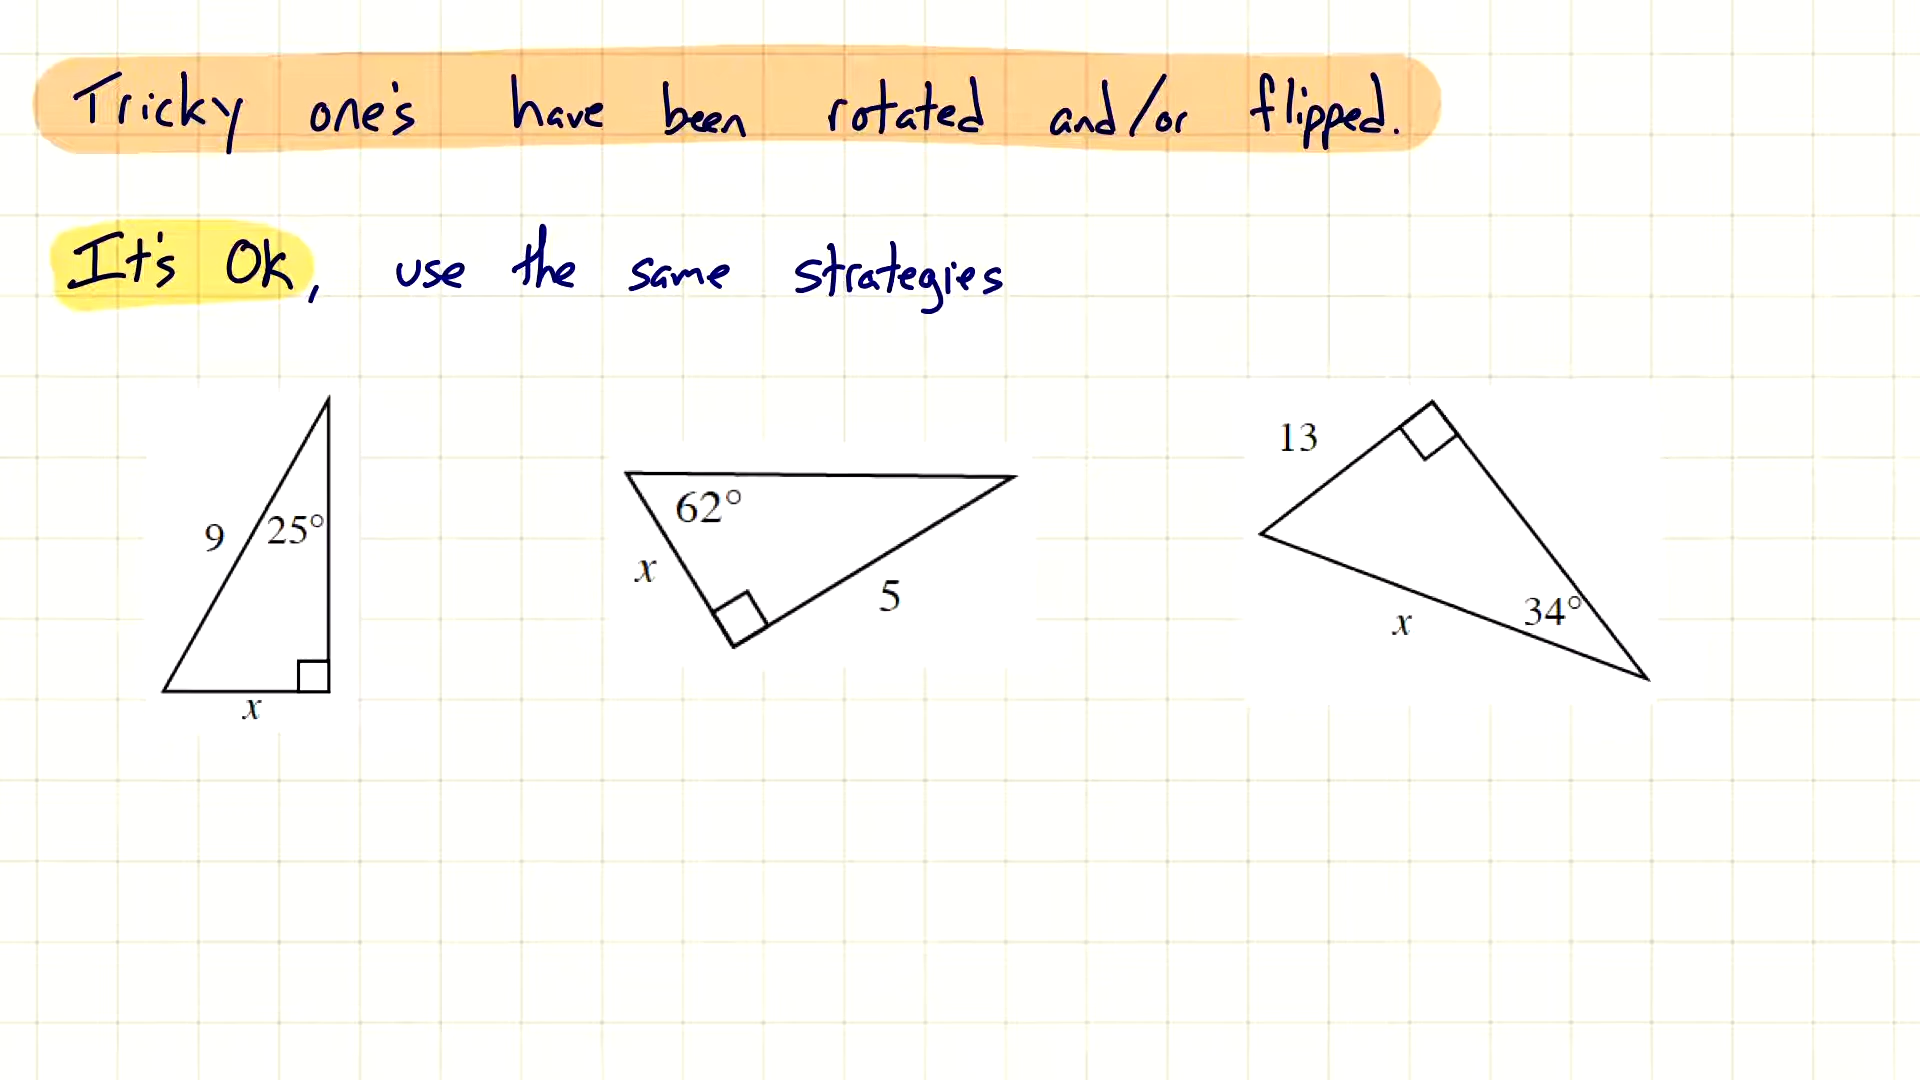 Tricky one's have been rotated and/or flipped.
It's Ok, use the same strategies
9 25°
x
62°
x
5
13
34°
x